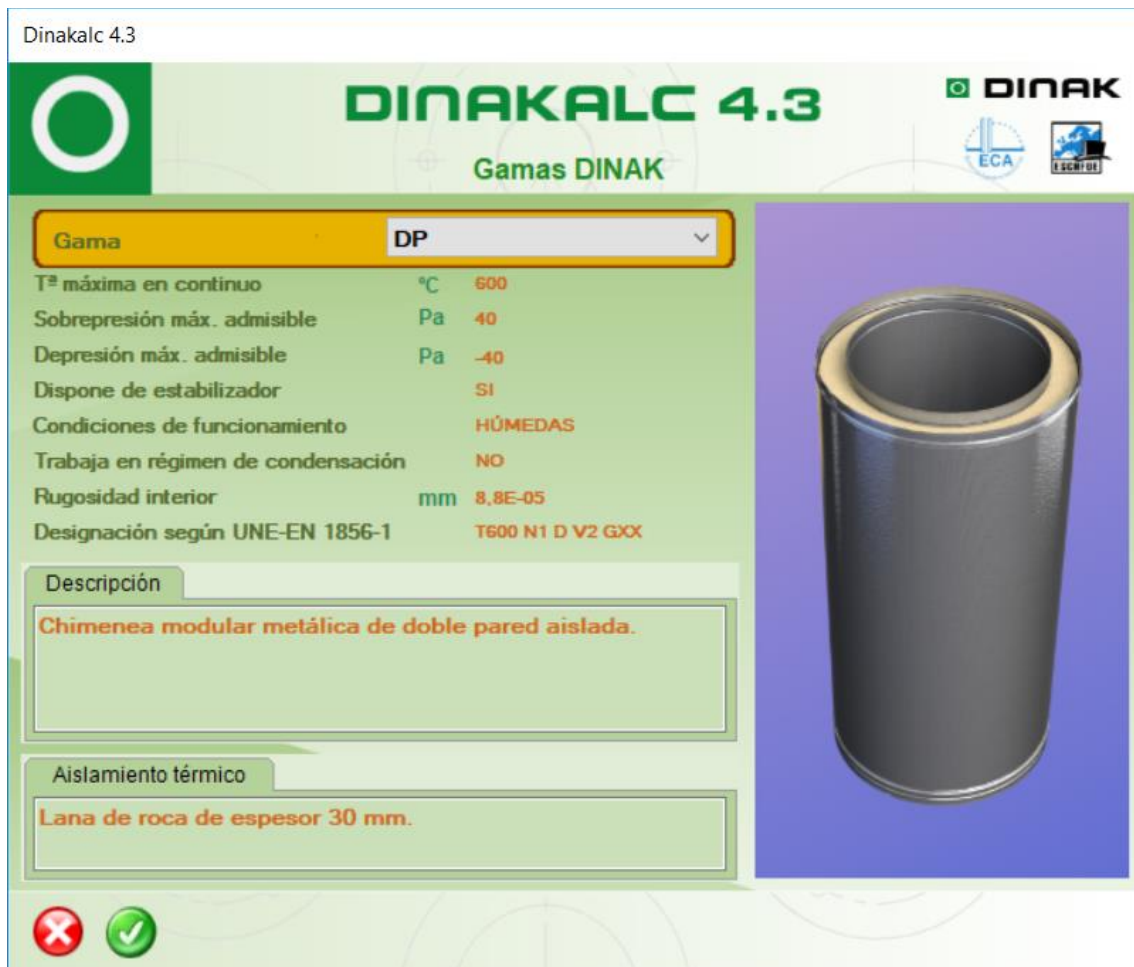 Dinakalc 4.3
DINAKALC 4.3
DINAK
Gamas DINAK
ECA
Gama DP
Tª máxima en continuo ºC 600
Sobrepresión máx. admisible Pa 40
Depresión máx. admisible Pa -40
Dispone de estabilizador SI
Condiciones de funcionamiento HÚMEDAS
Trabaja en régimen de condensación NO
Rugosidad interior mm 8,8E-05
Designación según UNE-EN 1856-1 T600 N1 D V2 GXX
Descripción
Chimenea modular metálica de doble pared aislada.
Aislamiento térmico
Lana de roca de espesor 30 mm.